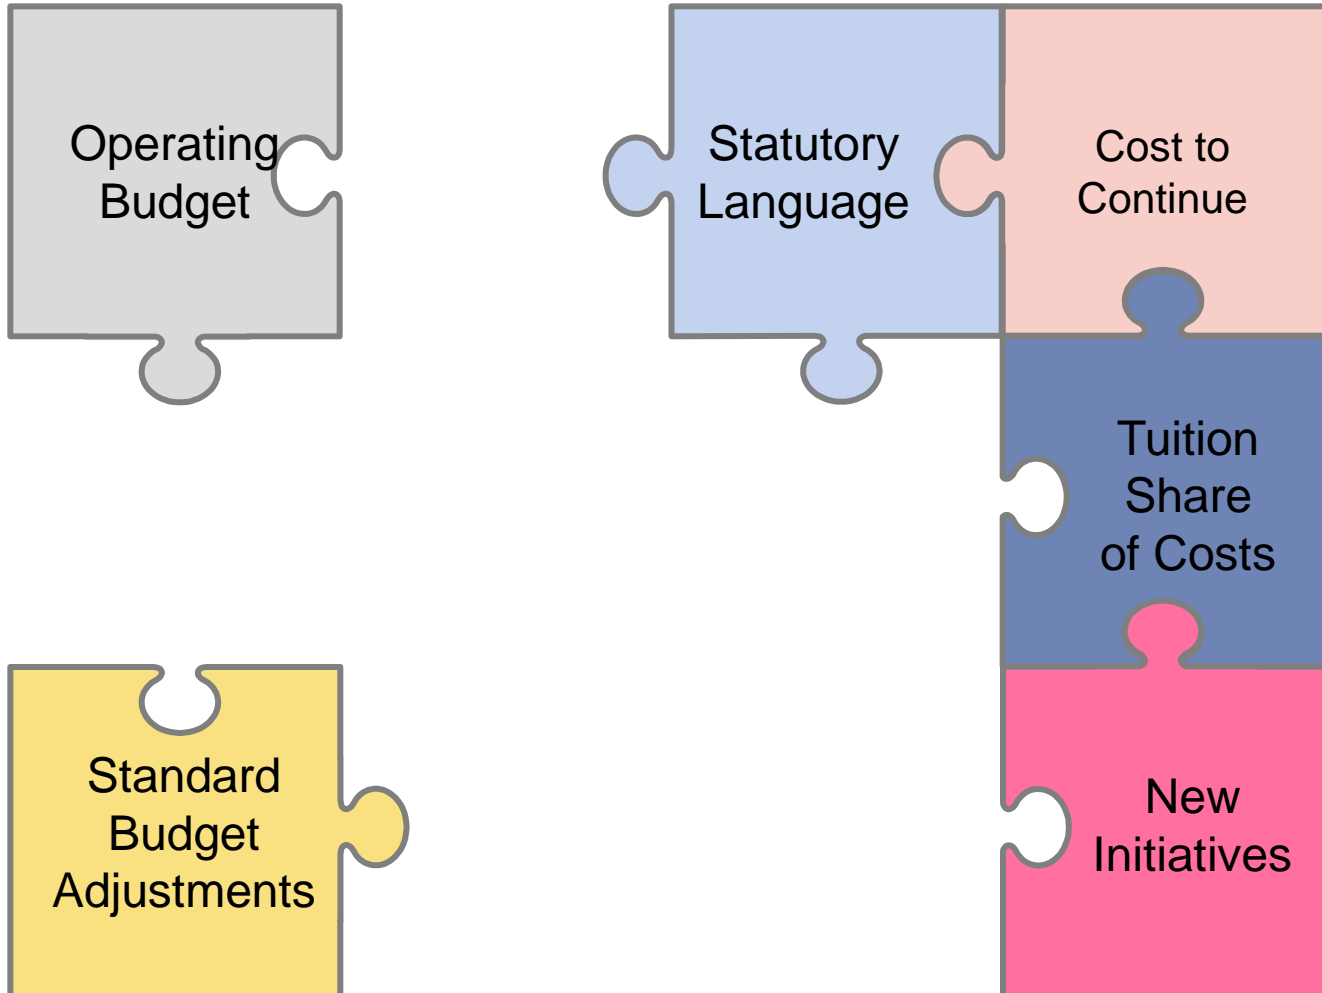 Operating
Budget
Statutory
Language
Cost to
Continue
Tuition
Share
of Costs
Standard
Budget
Adjustments
New
Initiatives